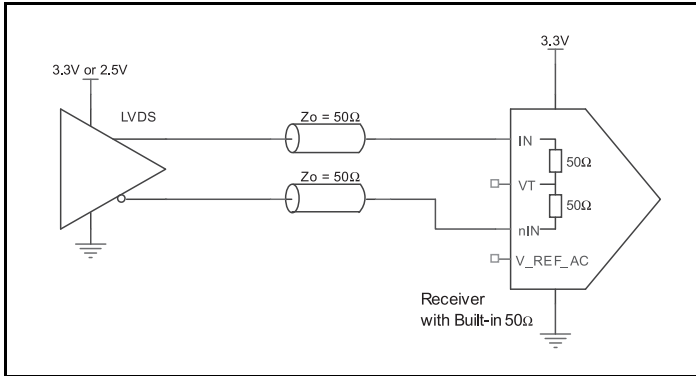 3.3V
3.3V or 2.5V
LVDS
Zo = 50Ω
IN
50Ω
Zo = 50Ω
VT
50Ω
nIN
V_REF_AC
Receiver
with Built-in 50Ω